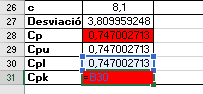 26 c 8,1
27 Desviació 3,809959248
28 Cp 0,747002713
29 Cpu 0,747002713
30 Cpl 0,747002713
31 Cpk =B30